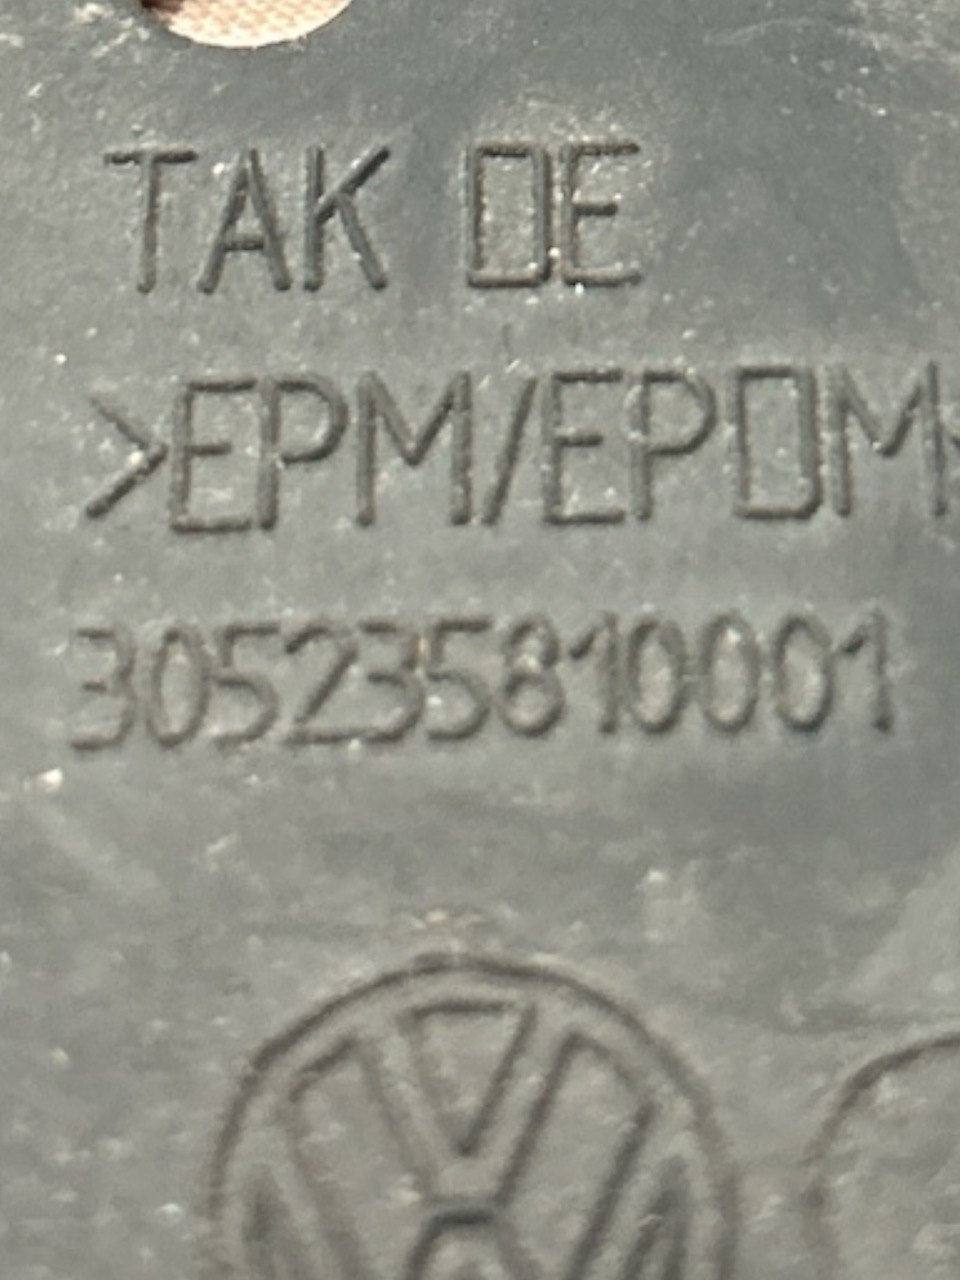 TAK DE
>EPM/EPDM<
305235810001